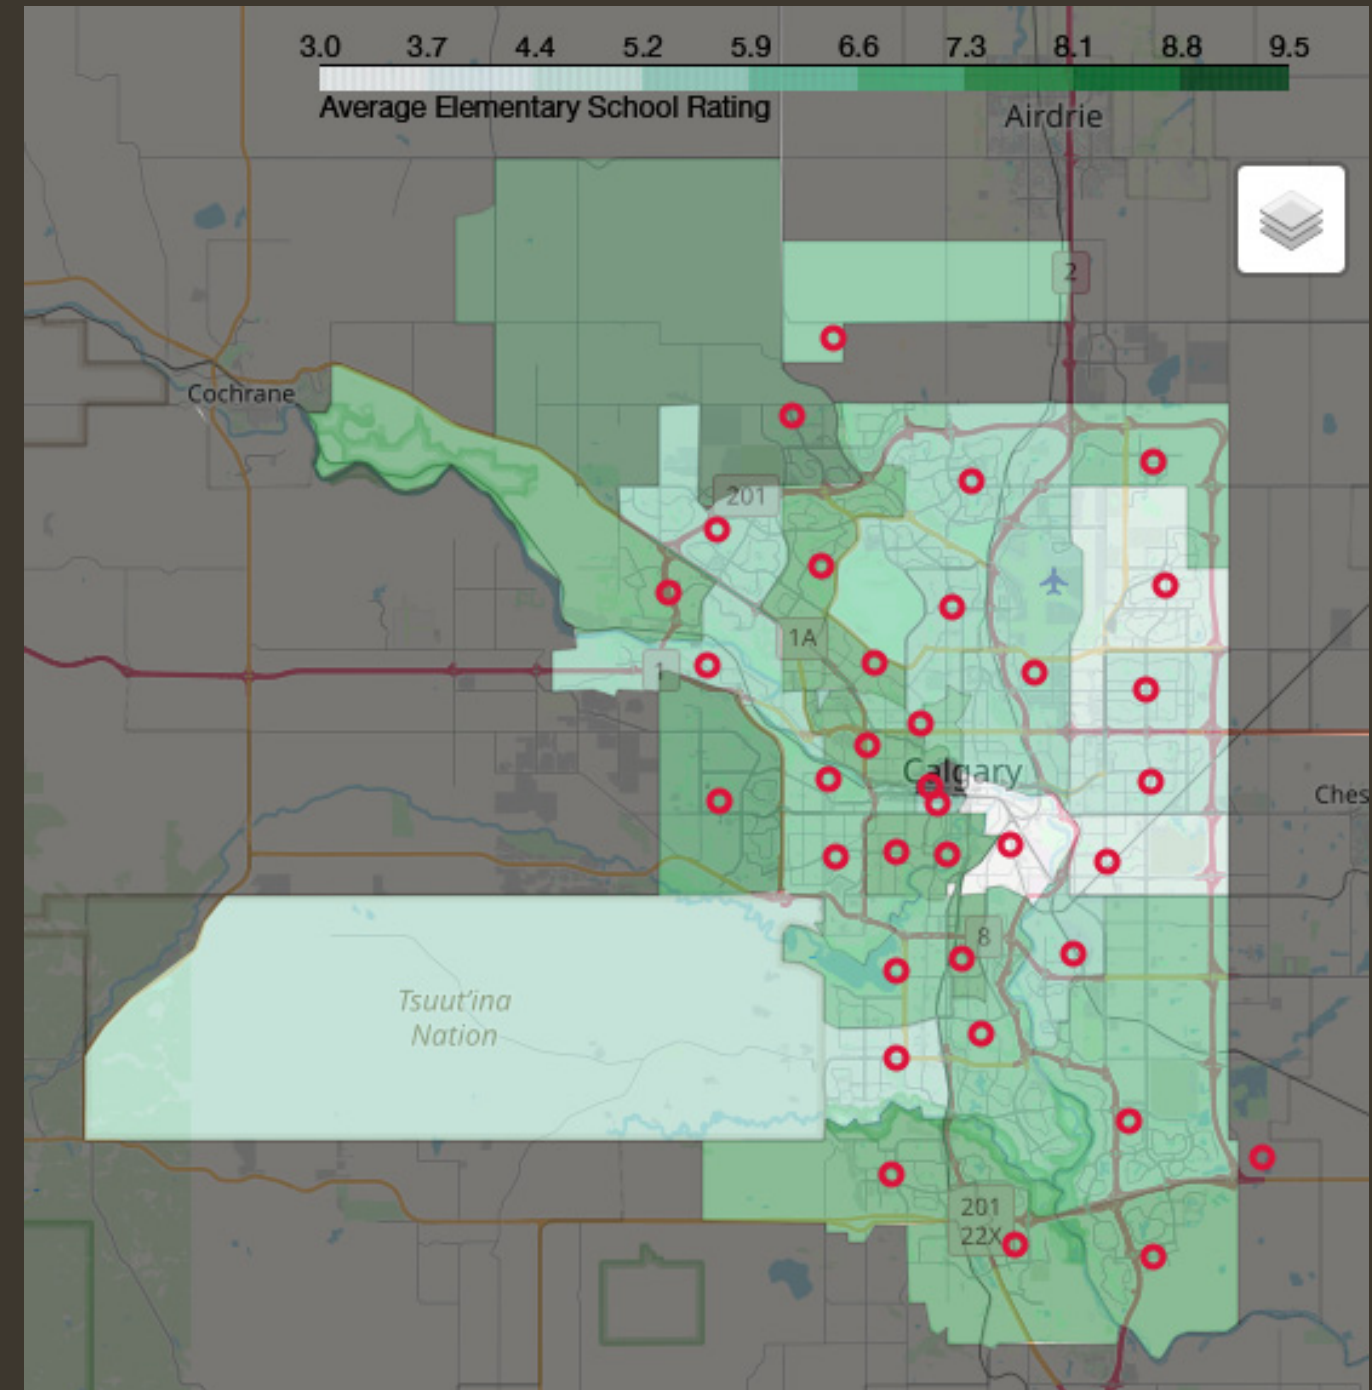 3.0 3.7 4.4 5.2 5.9 6.6 7.3 8.1 8.8 9.5
Average Elementary School Rating
Airdrie
2
Cochrane
201
1A
1
Calgary
Ches
8
Tsuut'ina
Nation
201
22X